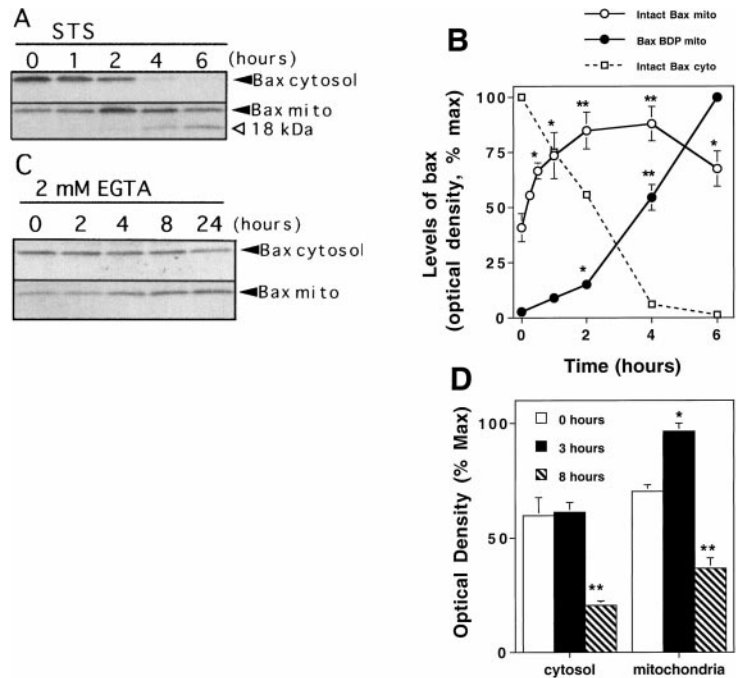 A
STS
0 1 2 4 6 (hours)
Bax cytosol
Bax mito
18 kDa
C
2 mM EGTA
0 2 4 8 24 (hours)
Bax cytosol
Bax mito
Intact Bax mito
Bax BDP mito
Intact Bax cyto
B
Levels of bax
(optical density, % max)
100
75
50
25
0
** ** * * * ** *
0 2 4 6
Time (hours)
D
Optical Density (% Max)
100
50
0
0 hours
3 hours
8 hours
*
**
**
cytosol mitochondria